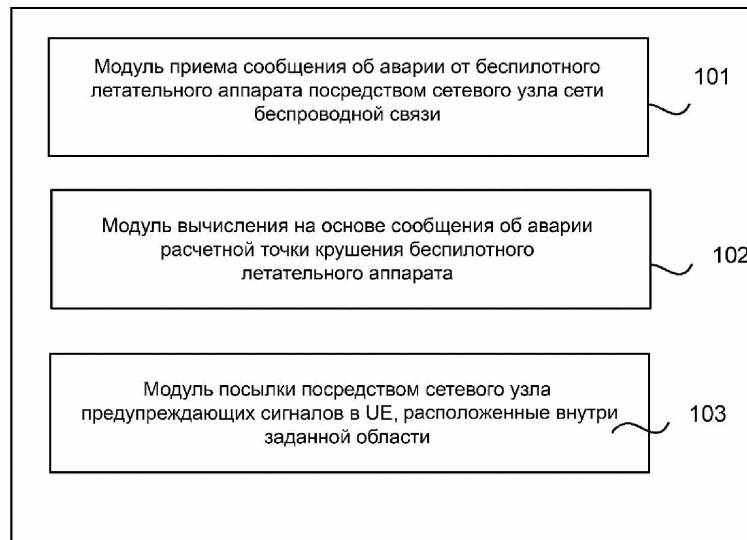 Модуль приема сообщения об аварии от беспилотного
летательного аппарата посредством сетевого узла сети
беспроводной связи
101
Модуль вычисления на основе сообщения об аварии
расчетной точки крушения беспилотного
летательного аппарата
102
Модуль посылки посредством сетевого узла
предупреждающих сигналов в UE, расположенные внутри
заданной области
103